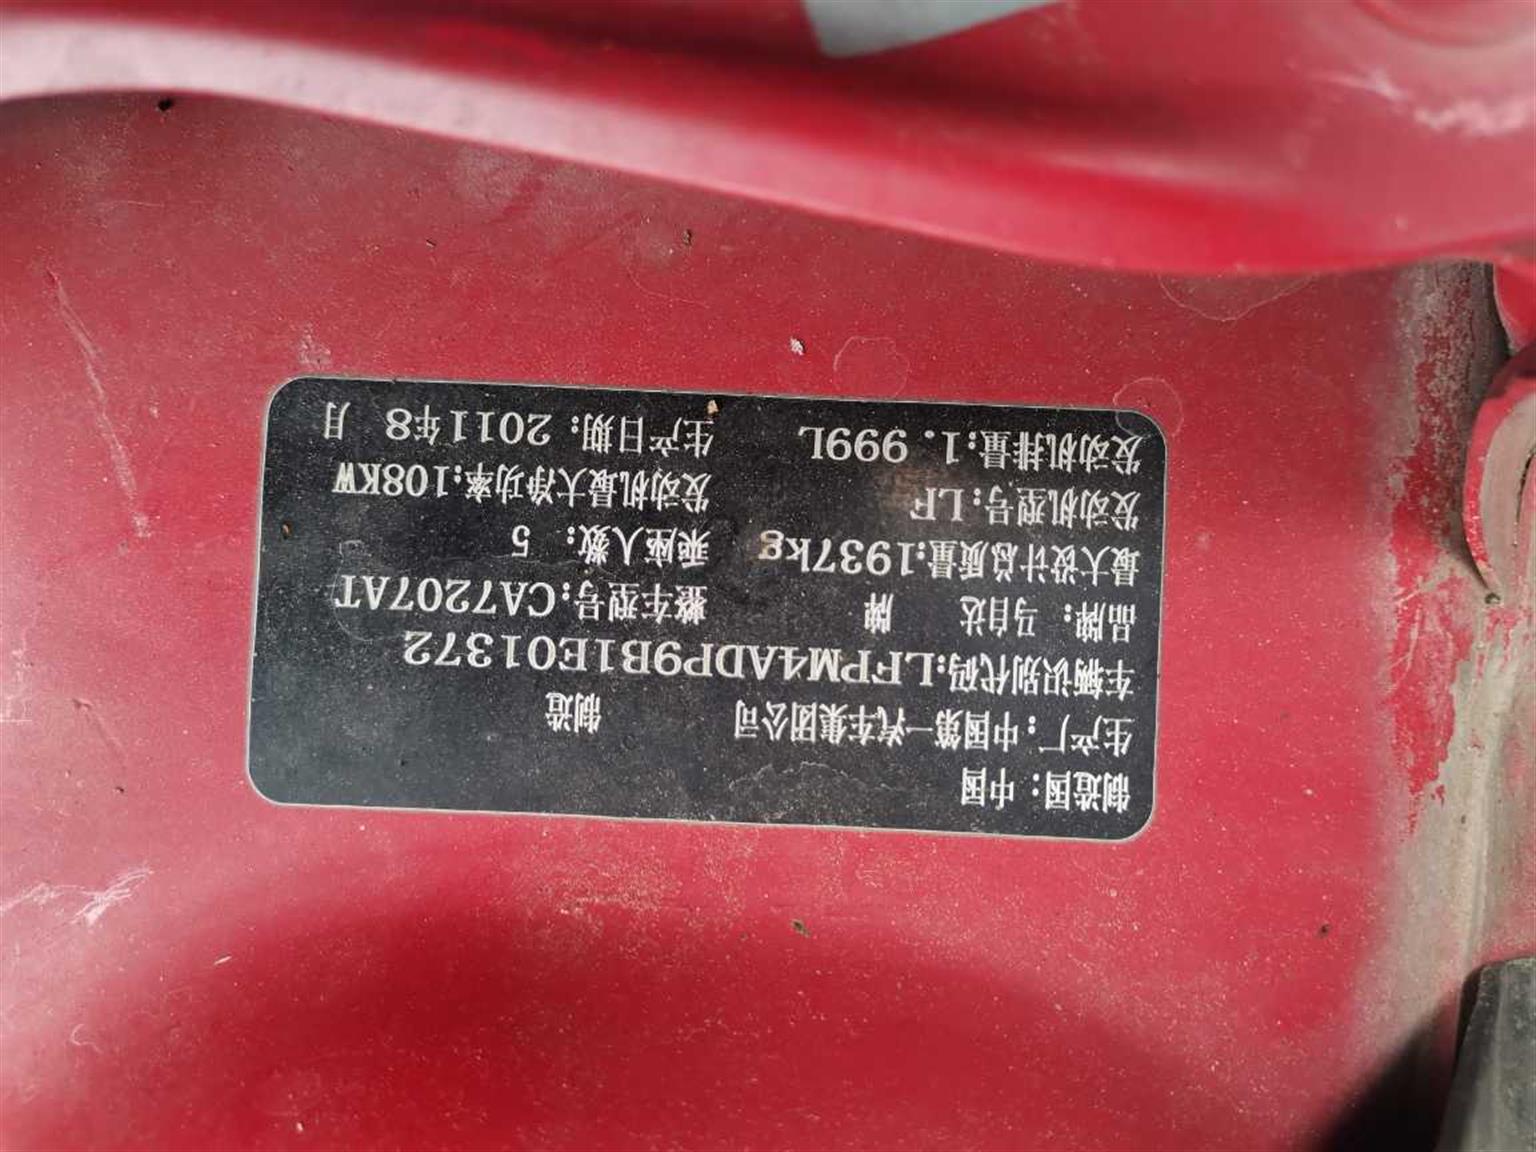 制造国：中国
生产厂：中国第一汽车集团公司 制造
车辆识别代码:LFPM4ADP9B1E01372
品牌：马自达 牌 整车型号:CA7207AT
最大设计总质量:1937kg 乘座人数：5
发动机型号:LF 发动机最大净功率:108KW
发动机排量:1.999L 生产日期：2011年8 月